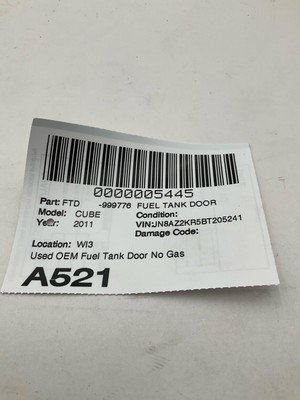 0000005445
Part: FTD -999776 FUEL TANK DOOR
Model: CUBE Condition:
Year: 2011 VIN:JN8AZ2KR5BT205241
Damage Code:
Location: WI3
Used OEM Fuel Tank Door No Gas
A521